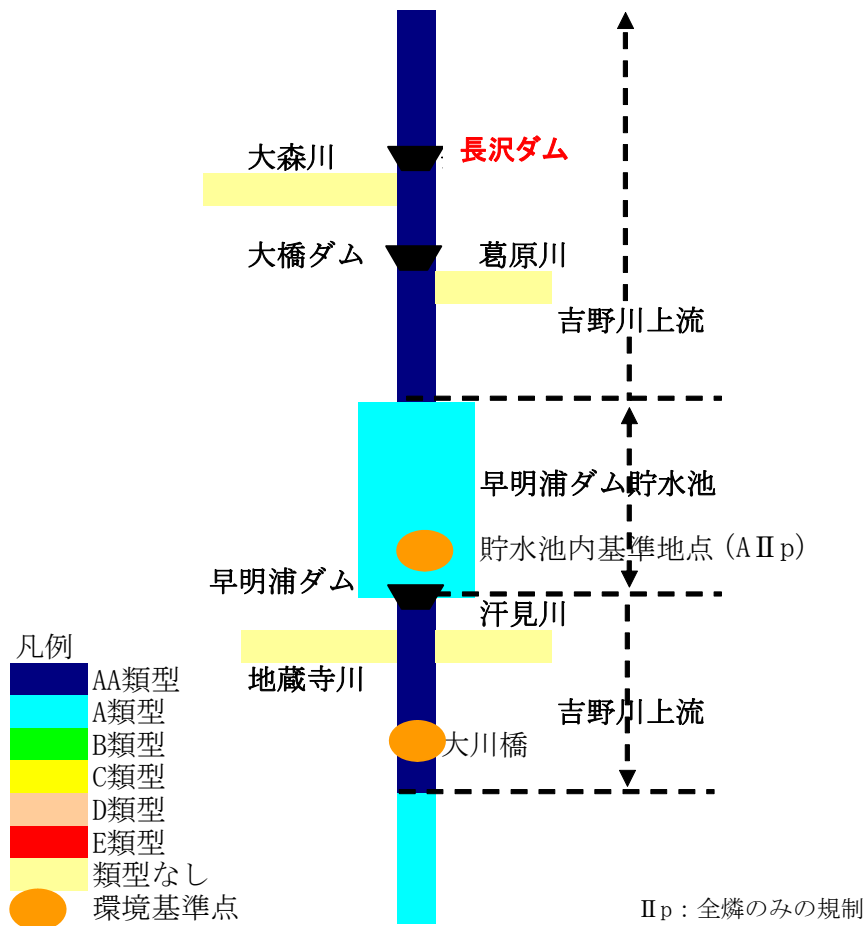 大森川
長沢ダム
大橋ダム
葛原川
吉野川上流
早明浦ダム貯水池
貯水池内基準地点(AⅡp)
早明浦ダム
汗見川
地蔵寺川
吉野川上流
大川橋
凡例
AA類型
A類型
B類型
C類型
D類型
E類型
類型なし
環境基準点
Ⅱp：全燐のみの規制